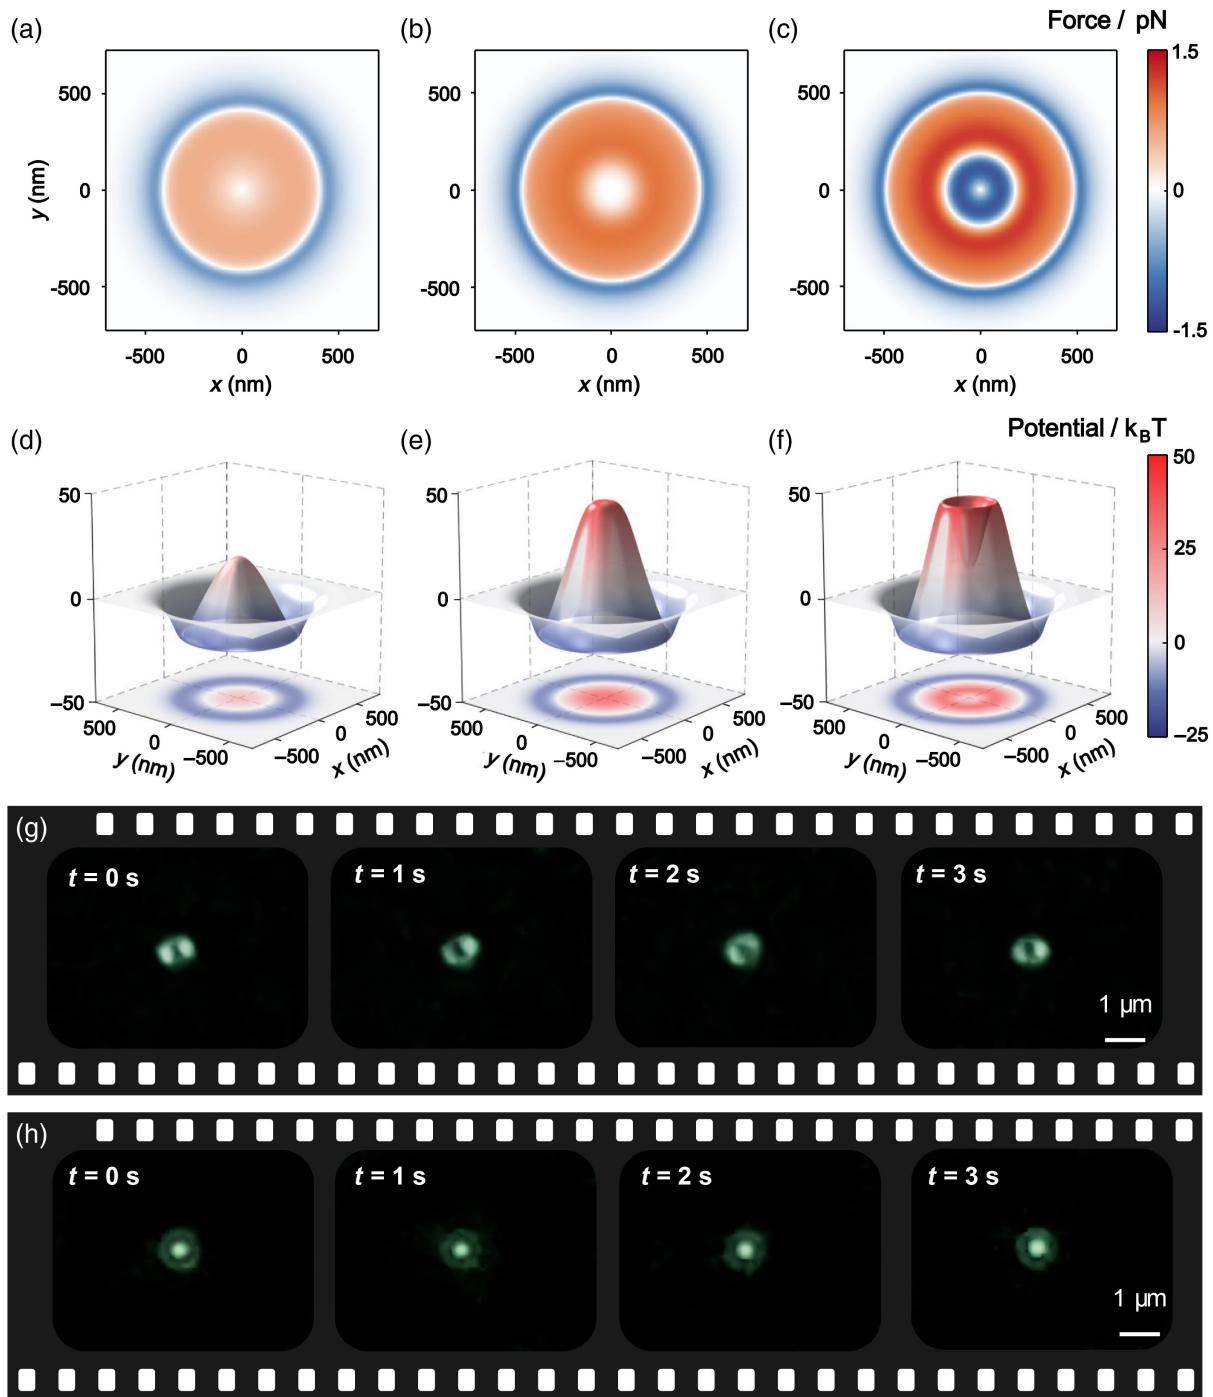 (a) (b) (c) Force / pN
500 500 500 1.5
y (nm) 0 0 0 0
-500 -500 -500 -1.5
-500 0 500 -500 0 500 -500 0 500
x (nm) x (nm) x (nm)
(d) (e) (f) Potential / kBT
50 50 50 50
25
0 0 0 0
−50 −50 −50 −25
500 0 −500 −500 0 500 500 0 −500 −500 0 500 500 0 −500 −500 0 500
y (nm) x (nm) y (nm) x (nm) y (nm) x (nm)
(g)
t = 0 s t = 1 s t = 2 s t = 3 s
1 µm
(h)
t = 0 s t = 1 s t = 2 s t = 3 s
1 µm